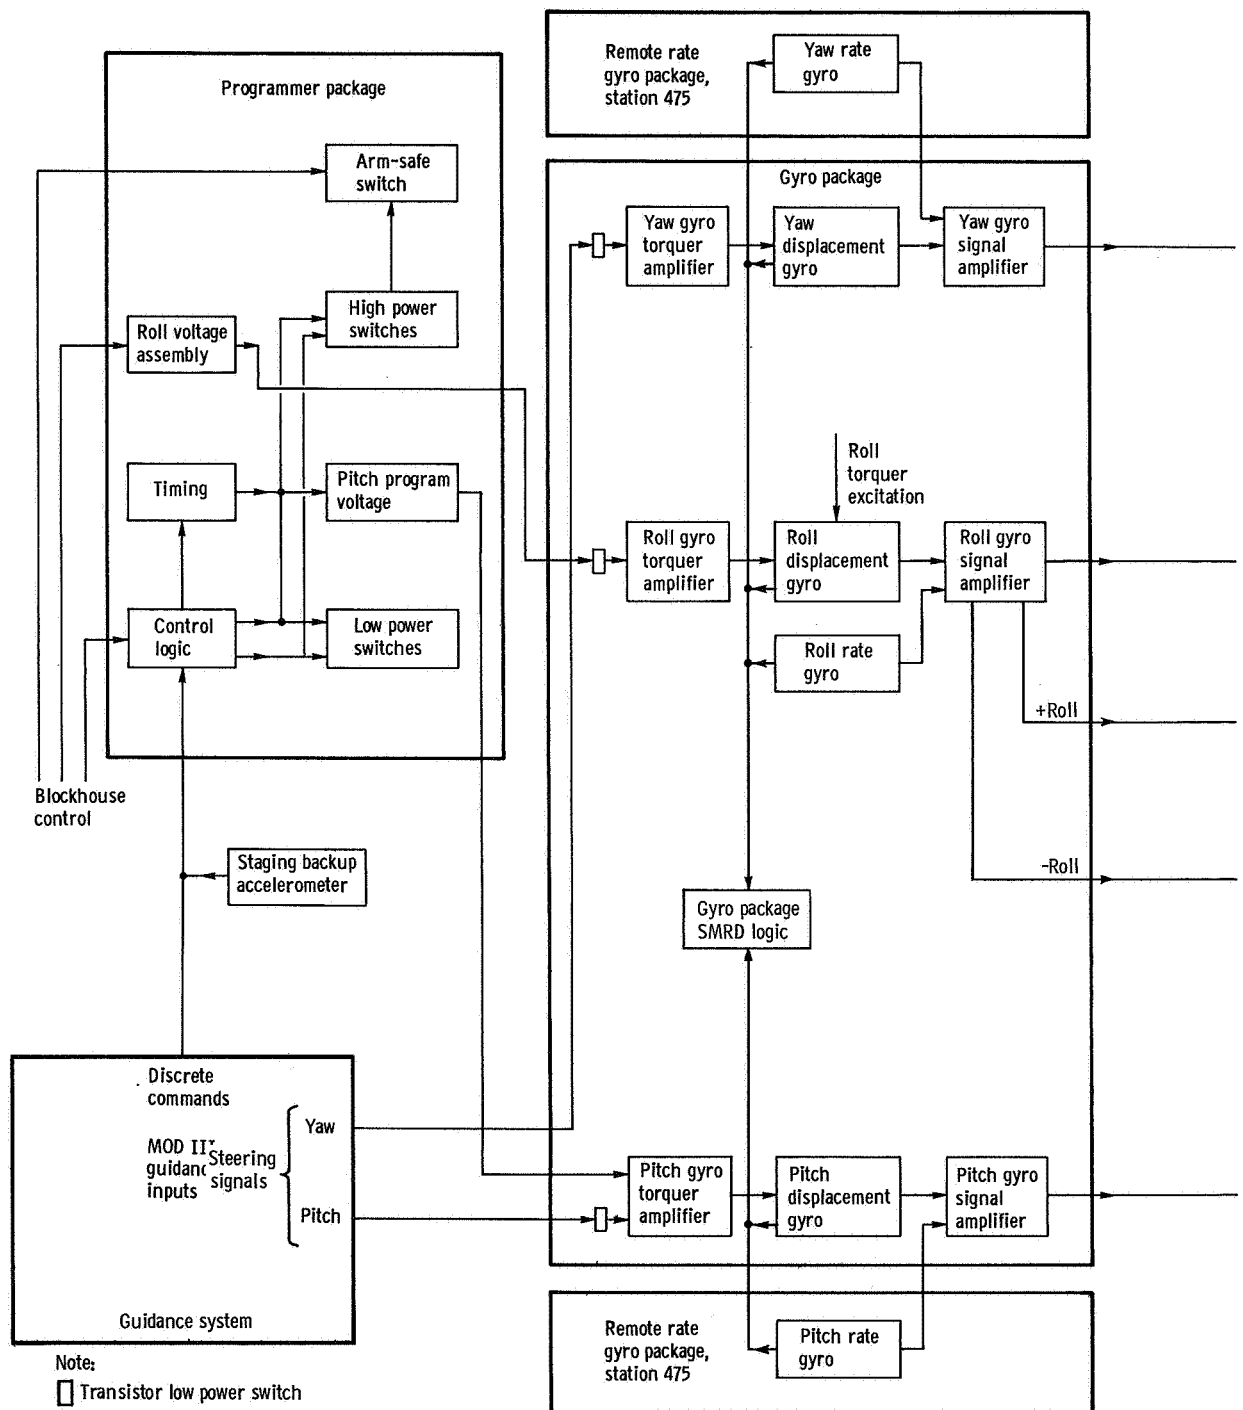 Remote rate
gyro package,
station 475
Yaw rate
gyro
Programmer package
Arm-safe
switch
High power
switches
Roll voltage
assembly
Timing
Pitch program
voltage
Control
logic
Low power
switches
Blockhouse
control
Staging backup
accelerometer
Gyro package
Yaw gyro
torquer
amplifier
Yaw
displacement
gyro
Yaw gyro
signal
amplifier
Roll
torquer
excitation
Roll gyro
torquer
amplifier
Roll
displacement
gyro
Roll gyro
signal
amplifier
Roll rate
gyro
+Roll
-Roll
Gyro package
SMRD logic
Discrete
commands
MOD III
guidance
inputs
Steering
signals
Yaw
Pitch
Guidance system
Pitch gyro
torquer
amplifier
Pitch
displacement
gyro
Pitch gyro
signal
amplifier
Remote rate
gyro package,
station 475
Pitch rate
gyro
Note:
Transistor low power switch